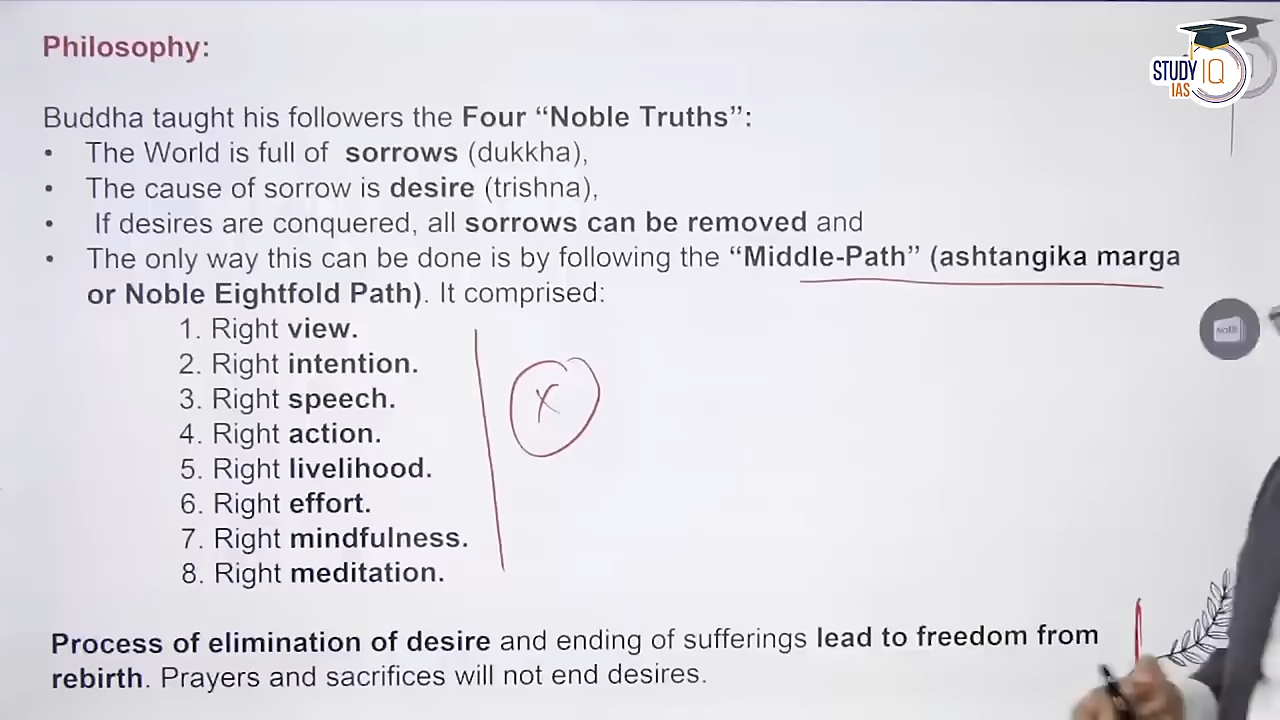 Philosophy:
STUDY IQ
IAS
Buddha taught his followers the Four “Noble Truths”:
• The World is full of sorrows (dukkha),
• The cause of sorrow is desire (trishna),
• If desires are conquered, all sorrows can be removed and
• The only way this can be done is by following the “Middle-Path” (ashtangika marga
or Noble Eightfold Path). It comprised:
1. Right view.
2. Right intention.
3. Right speech.
X
4. Right action.
5. Right livelihood.
6. Right effort.
7. Right mindfulness.
8. Right meditation.
Process of elimination of desire and ending of sufferings lead to freedom from
rebirth. Prayers and sacrifices will not end desires.